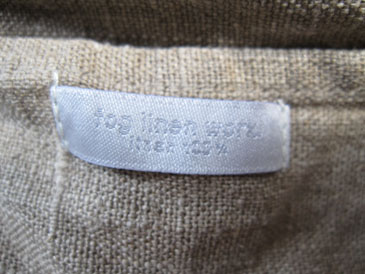 fog linen work.
linen 100%